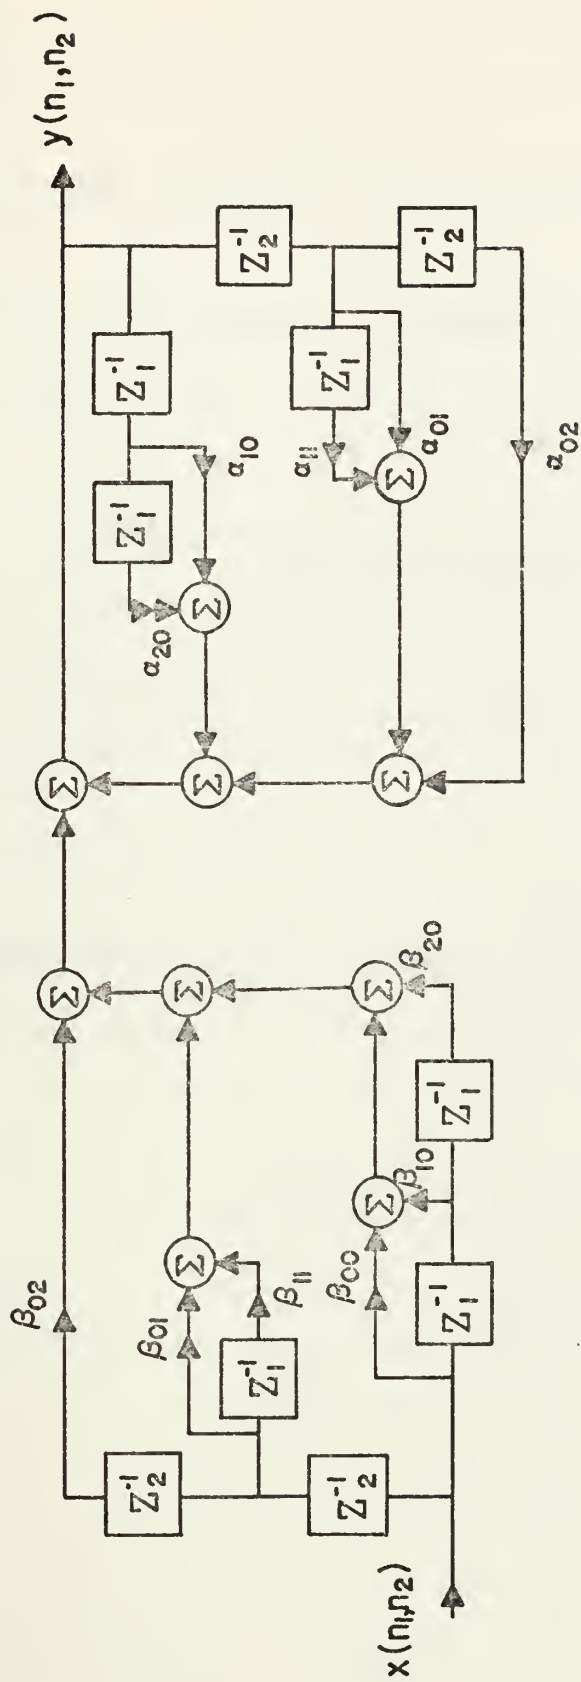 x(n₁,n₂)
Z₂⁻¹
Z₂⁻¹
β₀₂
β₀₁
Z₁⁻¹
β₁₁
Σ
β₀₀
Z₁⁻¹
β₁₀
Σ
Z₁⁻¹
β₂₀
Σ
Σ
Σ
Σ
Σ
Σ
α₂₀
Σ
Z₁⁻¹
α₁₀
Z₁⁻¹
Σ
α₁₁
α₀₁
Z₁⁻¹
α₀₂
Z₂⁻¹
Z₂⁻¹
y(n₁,n₂)